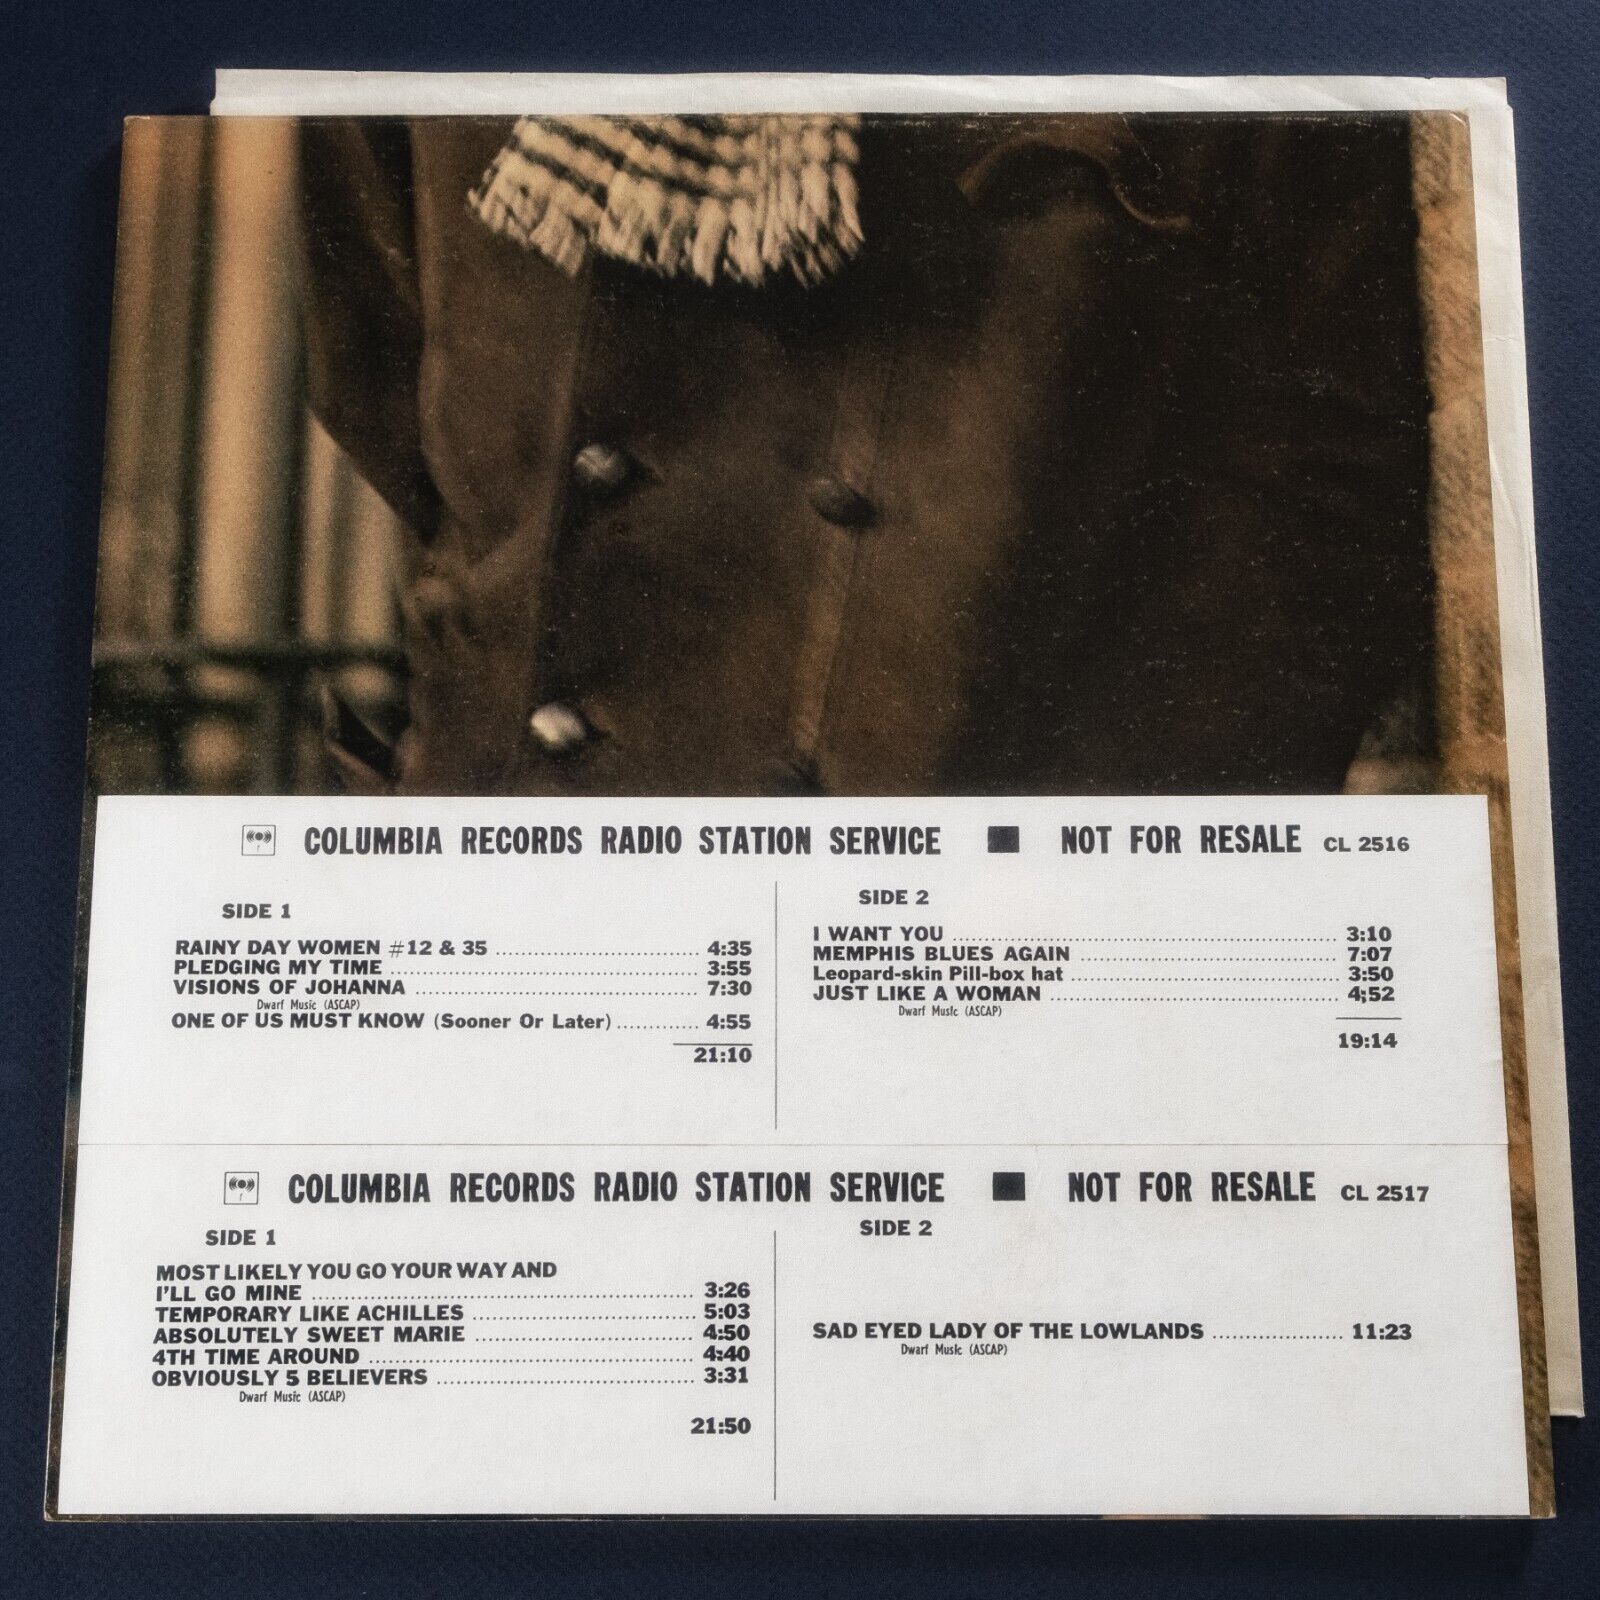 COLUMBIA RECORDS RADIO STATION SERVICE ■ NOT FOR RESALE CL 2516
SIDE 1
RAINY DAY WOMEN #12 & 35 .......... 4:35
PLEDGING MY TIME .......... 3:55
VISIONS OF JOHANNA .......... 7:30
Dwarf Music (ASCAP)
ONE OF US MUST KNOW (Sooner Or Later) .......... 4:55
21:10
SIDE 2
I WANT YOU .......... 3:10
MEMPHIS BLUES AGAIN .......... 7:07
Leopard-skin Pill-box hat .......... 3:50
JUST LIKE A WOMAN .......... 4;52
Dwarf Music (ASCAP)
19:14
COLUMBIA RECORDS RADIO STATION SERVICE ■ NOT FOR RESALE CL 2517
SIDE 1
MOST LIKELY YOU GO YOUR WAY AND
I'LL GO MINE .......... 3:26
TEMPORARY LIKE ACHILLES .......... 5:03
ABSOLUTELY SWEET MARIE .......... 4:50
4TH TIME AROUND .......... 4:40
OBVIOUSLY 5 BELIEVERS .......... 3:31
Dwarf Music (ASCAP)
21:50
SIDE 2
SAD EYED LADY OF THE LOWLANDS .......... 11:23
Dwarf Music (ASCAP)